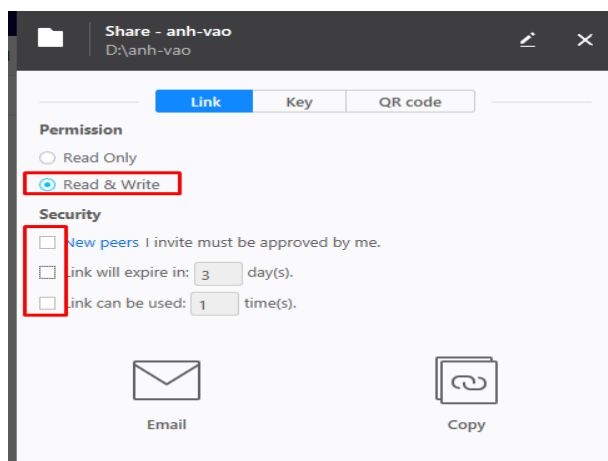 Share - anh-vao
D:\anh-vao
Link Key QR code
Permission
Read Only
Read & Write
Security
New peers I invite must be approved by me.
Link will expire in: 3 day(s).
Link can be used: 1 time(s).
Email Copy